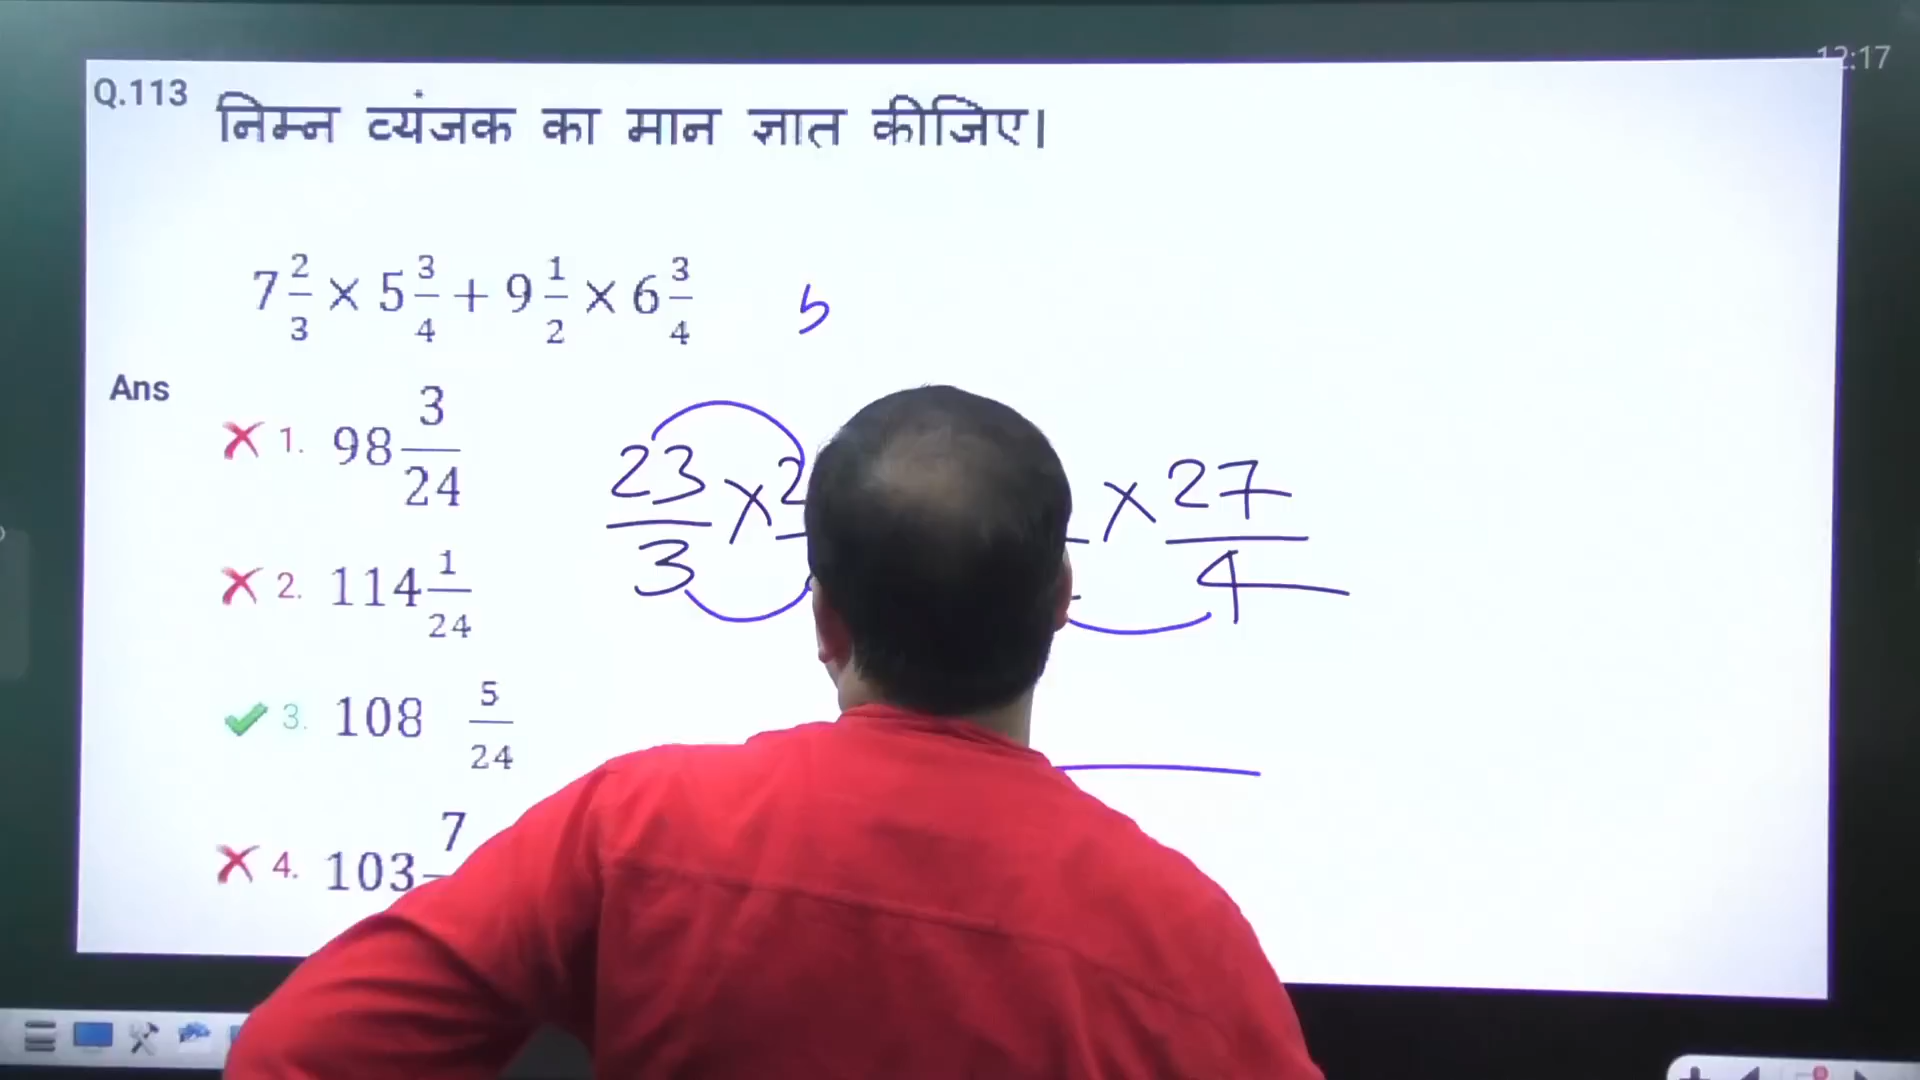 12:17
Q.113 निम्न व्यंजक का मान ज्ञात कीजिए।
7 2/3 × 5 3/4 + 9 1/2 × 6 3/4
Ans
1. 98 3/24
2. 114 1/24
3. 108 5/24
4. 103 7
23/3 × 2
× 27/4